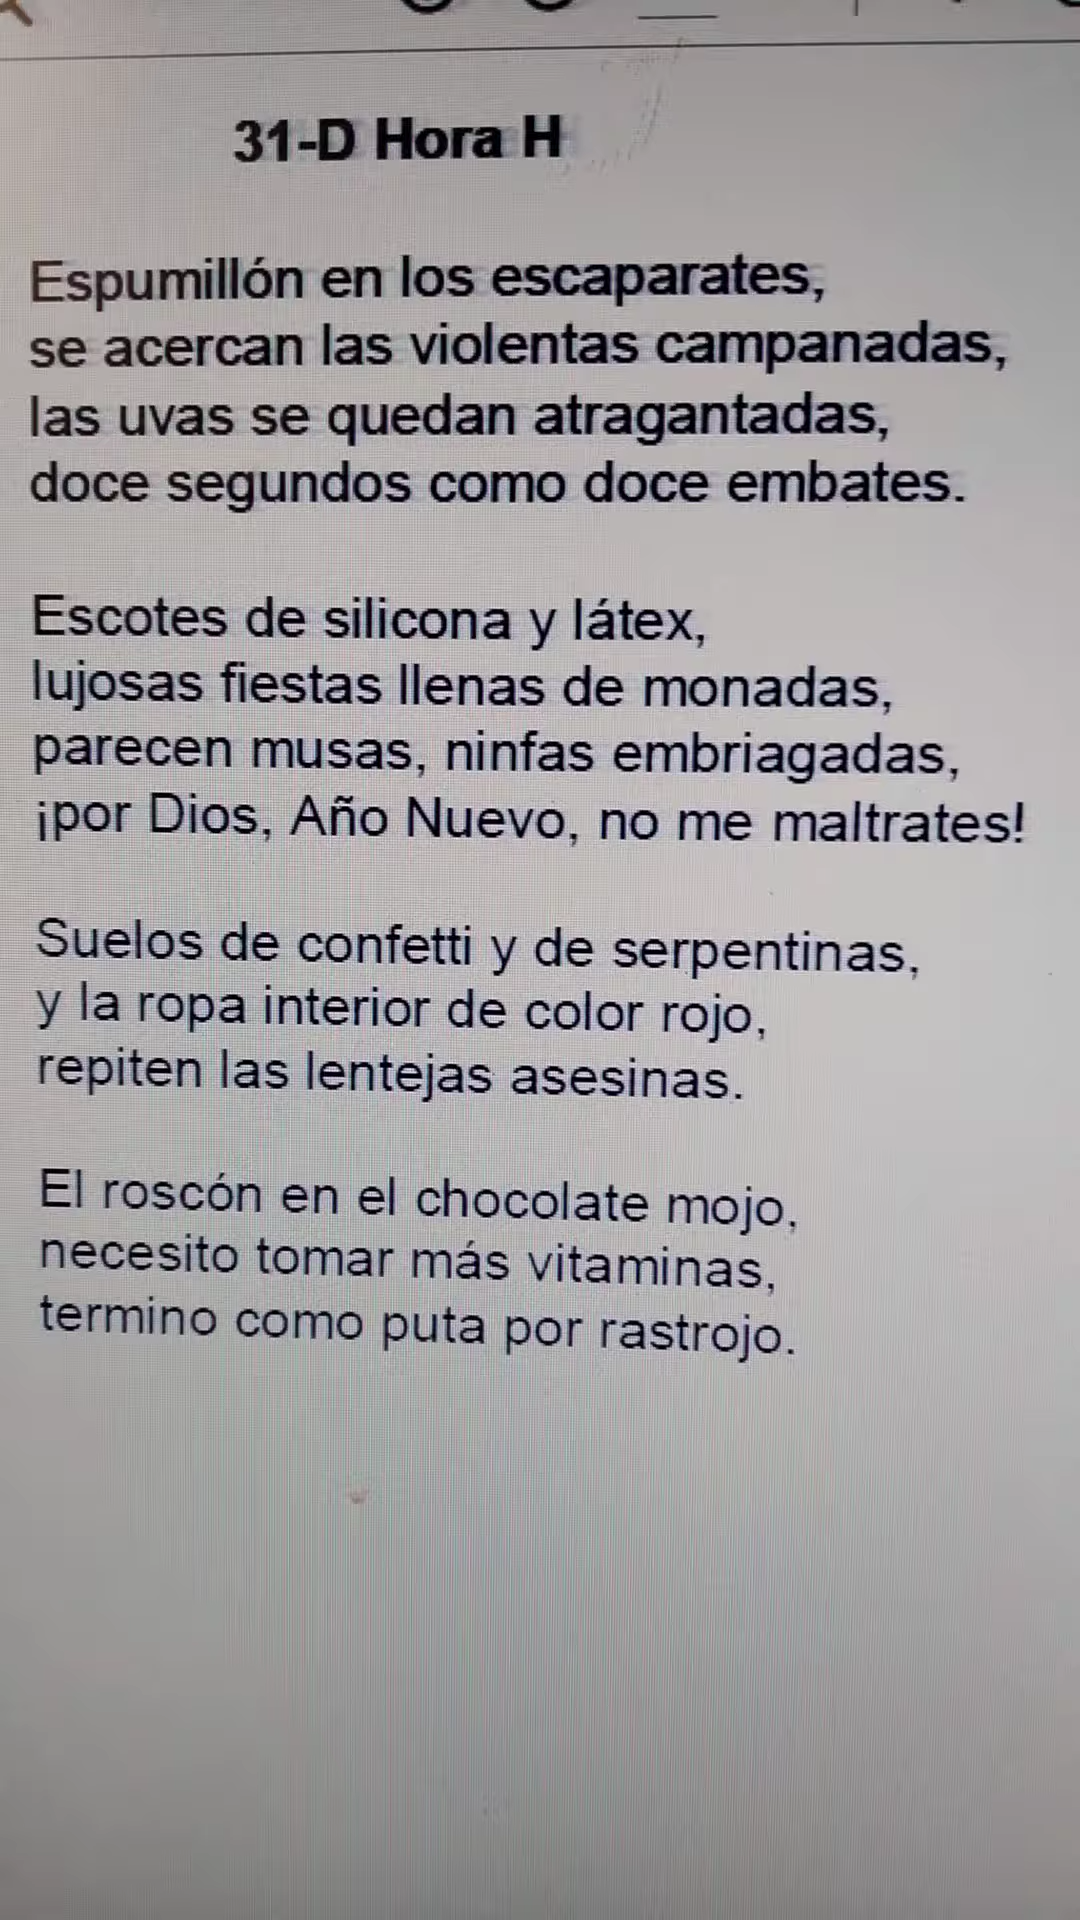 31-D Hora H
Espumillón en los escaparates,
se acercan las violentas campanadas,
las uvas se quedan atragantadas,
doce segundos como doce embates.
Escotes de silicona y látex,
lujosas fiestas llenas de monadas,
parecen musas, ninfas embriagadas,
¡por Dios, Año Nuevo, no me maltrates!
Suelos de confetti y de serpentinas,
y la ropa interior de color rojo,
repiten las lentejas asesinas.
El roscón en el chocolate mojo,
necesito tomar más vitaminas,
termino como puta por rastrojo.